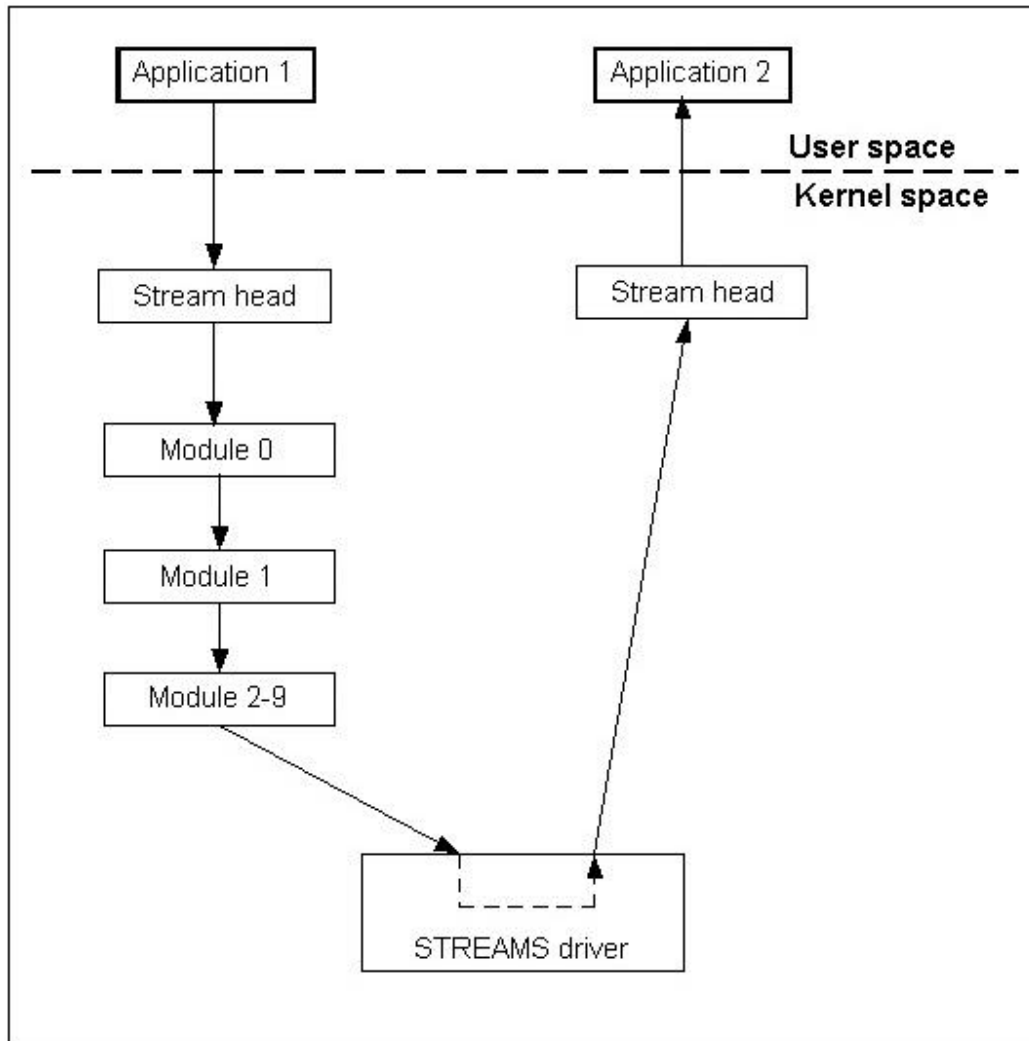 Application 1
Application 2
User space
Kernel space
Stream head
Stream head
Module 0
Module 1
Module 2-9
STREAMS driver